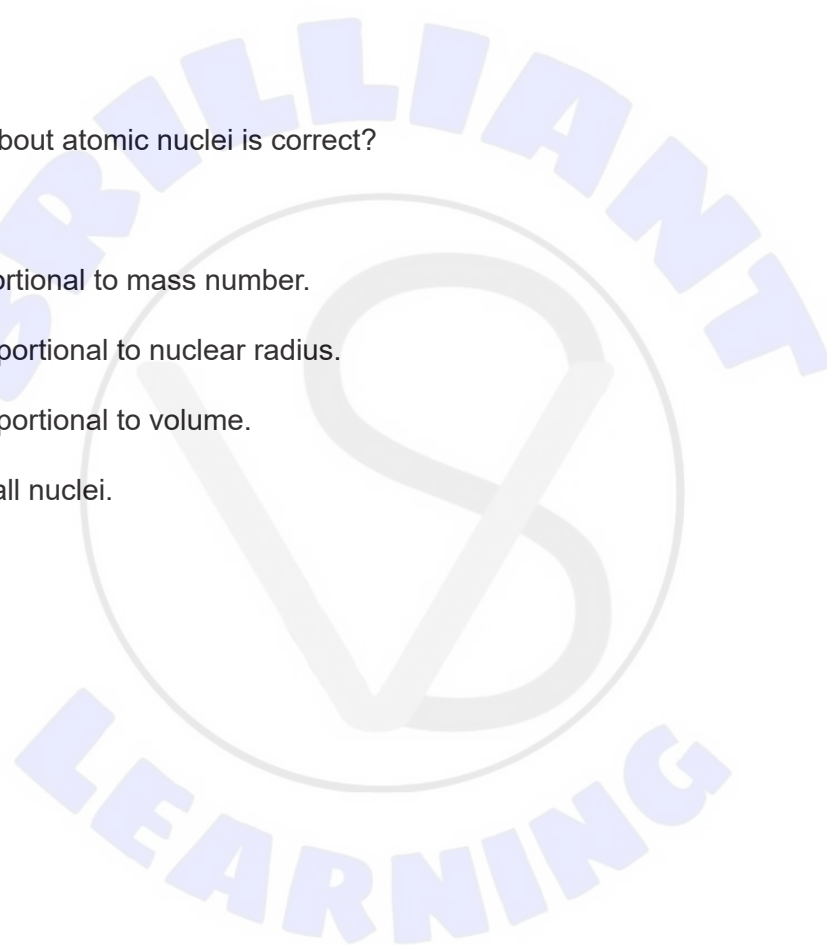 BRILLIANT
bout atomic nuclei is correct?
ortional to mass number.
portional to nuclear radius.
portional to volume.
all nuclei.
VS
LEARNING